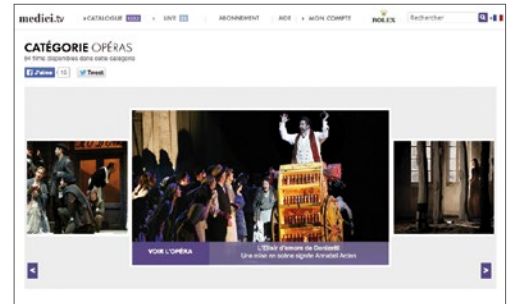 medici.tv CATALOGUE LIVE ABONNEMENT AIDE MON COMPTE ROLEX Rechercher
CATÉGORIE OPÉRAS
films disponibles dans cette catégorie
J'aime Tweet
VOIR L'OPÉRA
L'Elisir d'amore de Donizetti
Une mise en scène signée Annabel Arden
< >